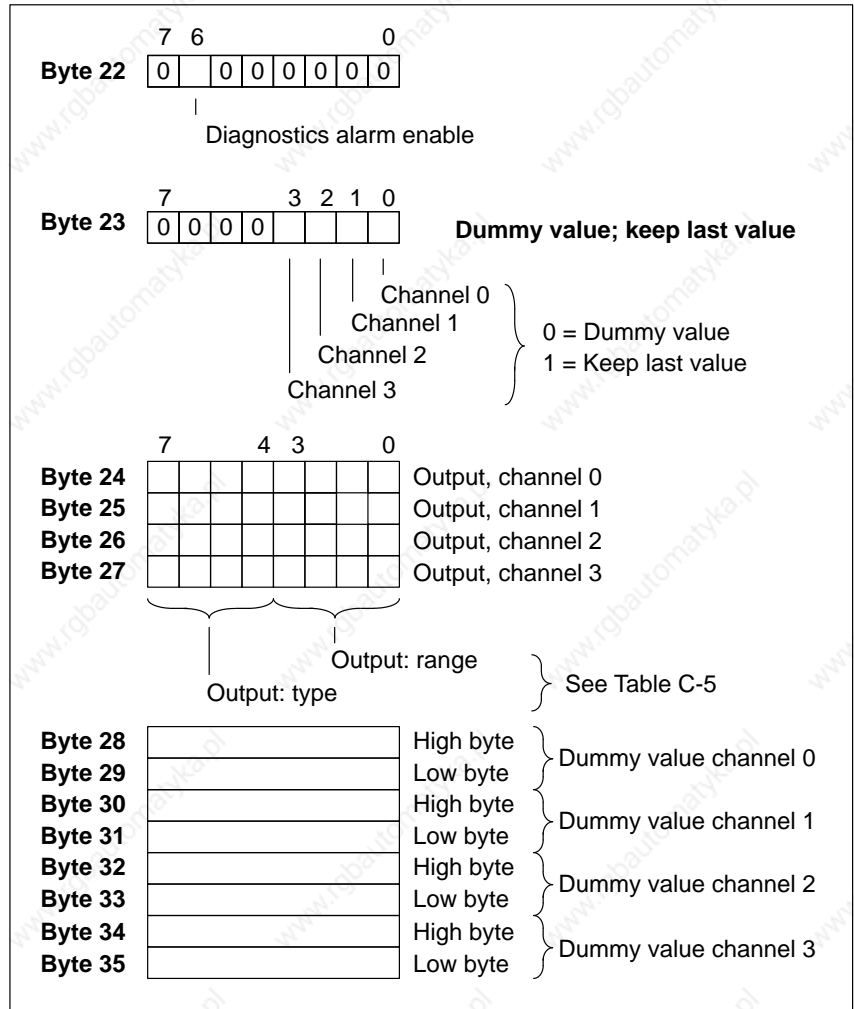 7 6 0
Byte 22 0 0 0 0 0 0 0
Diagnostics alarm enable
7 3 2 1 0
Byte 23 0 0 0 0 Dummy value; keep last value
Channel 0
Channel 1
Channel 2
Channel 3
0 = Dummy value
1 = Keep last value
7 4 3 0
Byte 24 Output, channel 0
Byte 25 Output, channel 1
Byte 26 Output, channel 2
Byte 27 Output, channel 3
Output: range
Output: type
See Table C-5
Byte 28 High byte
Byte 29 Low byte
Dummy value channel 0
Byte 30 High byte
Byte 31 Low byte
Dummy value channel 1
Byte 32 High byte
Byte 33 Low byte
Dummy value channel 2
Byte 34 High byte
Byte 35 Low byte
Dummy value channel 3
www.rgbautomatyka.pl